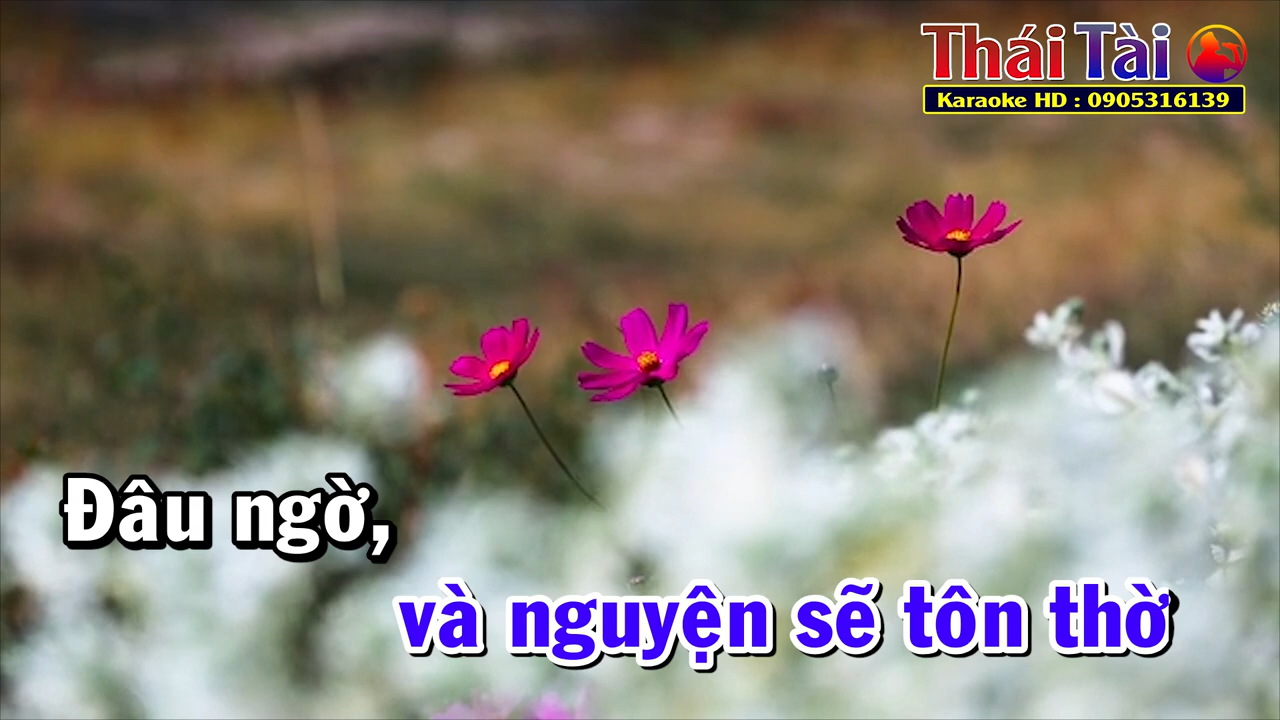 Thái Tài
Karaoke HD : 0905316139
Đâu ngờ,
và nguyện sẽ tôn thờ